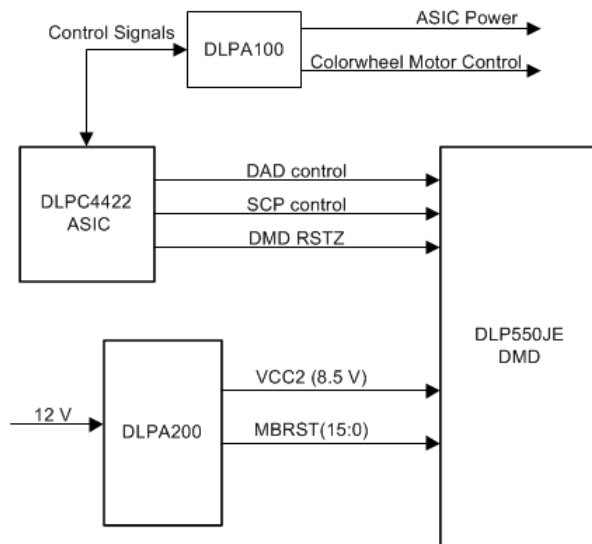 ASIC Power
Control Signals
DLPA100
Colorwheel Motor Control
DAD control
DLPC4422
ASIC
SCP control
DMD RSTZ
DLP550JE
DMD
VCC2 (8.5 V)
12 V
DLPA200
MBRST(15:0)